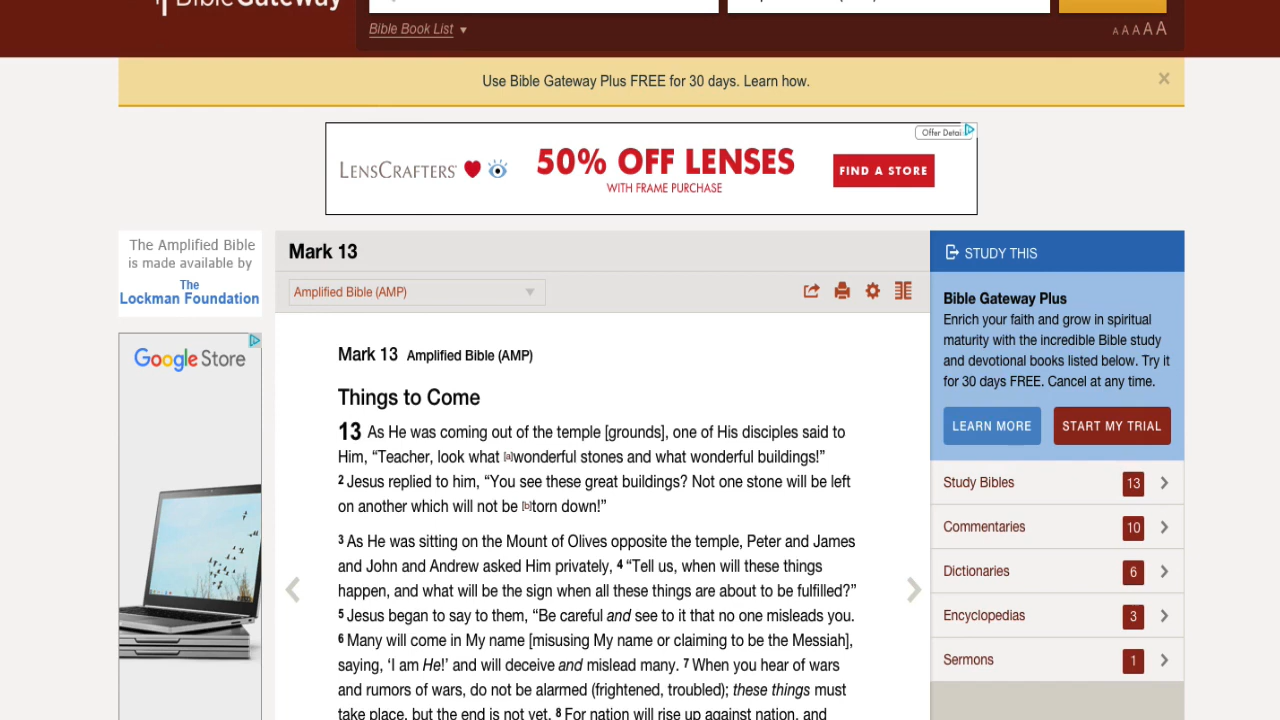 BibleGateway
Bible Book List ▼
A A A A A
Use Bible Gateway Plus FREE for 30 days. Learn how.
×
Offer Detai
LENSCRAFTERS
50% OFF LENSES
WITH FRAME PURCHASE
FIND A STORE
The Amplified Bible
is made available by
The
Lockman Foundation
Google Store
Mark 13
Amplified Bible (AMP)
Mark 13 Amplified Bible (AMP)
Things to Come
13 As He was coming out of the temple [grounds], one of His disciples said to
Him, “Teacher, look what [a]wonderful stones and what wonderful buildings!”
2 Jesus replied to him, “You see these great buildings? Not one stone will be left
on another which will not be [b]torn down!”
3 As He was sitting on the Mount of Olives opposite the temple, Peter and James
and John and Andrew asked Him privately, 4 “Tell us, when will these things
happen, and what will be the sign when all these things are about to be fulfilled?”
5 Jesus began to say to them, “Be careful and see to it that no one misleads you.
6 Many will come in My name [misusing My name or claiming to be the Messiah],
saying, ‘I am He!’ and will deceive and mislead many. 7 When you hear of wars
and rumors of wars, do not be alarmed (frightened, troubled); these things must
take place, but the end is not yet. 8 For nation will rise up against nation, and
STUDY THIS
Bible Gateway Plus
Enrich your faith and grow in spiritual
maturity with the incredible Bible study
and devotional books listed below. Try it
for 30 days FREE. Cancel at any time.
LEARN MORE
START MY TRIAL
Study Bibles 13
Commentaries 10
Dictionaries 6
Encyclopedias 3
Sermons 1